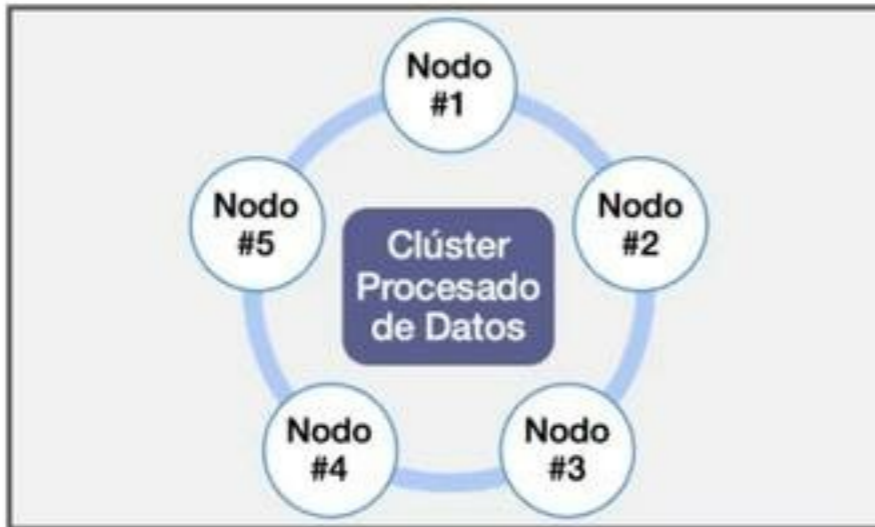 Nodo
#1
Nodo
#2
Nodo
#3
Nodo
#4
Nodo
#5
Clúster
Procesado
de Datos